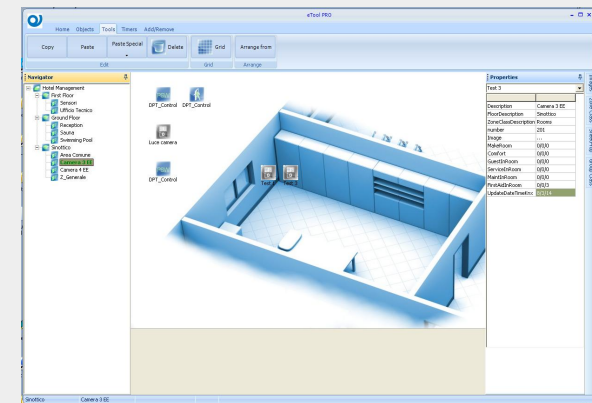 eTool PRO
Home Objects Tools Timers Add/Remove
Copy Paste Paste Special Delete Grid Arrange from
Edit Grid Arrange
Navigator
Hotel Management
First Floor
Sensori
Ufficio Tecnico
Ground Floor
Reception
Sauna
Swimming Pool
Sinottico
Area Comune
Camera 3 EE
Camera 4 EE
Z_Generale
DPT_Control DPT_Control
Luce camera
DPT_Control
Test 3
Properties
Test 3
Description Camera 3 EE
FloorDescription Sinottico
ZoneClassDescription Rooms
number 201
Image ...
MakeRoom 0/0/0
Comfort 0/0/0
GuestInRoom 0/0/0
ServiceInRoom 0/0/0
MaintInRoom 0/0/0
FirstAidInRoom 0/0/3
UpdateDateTimeKnx 0/3/14
Sinottico Camera 3 EE